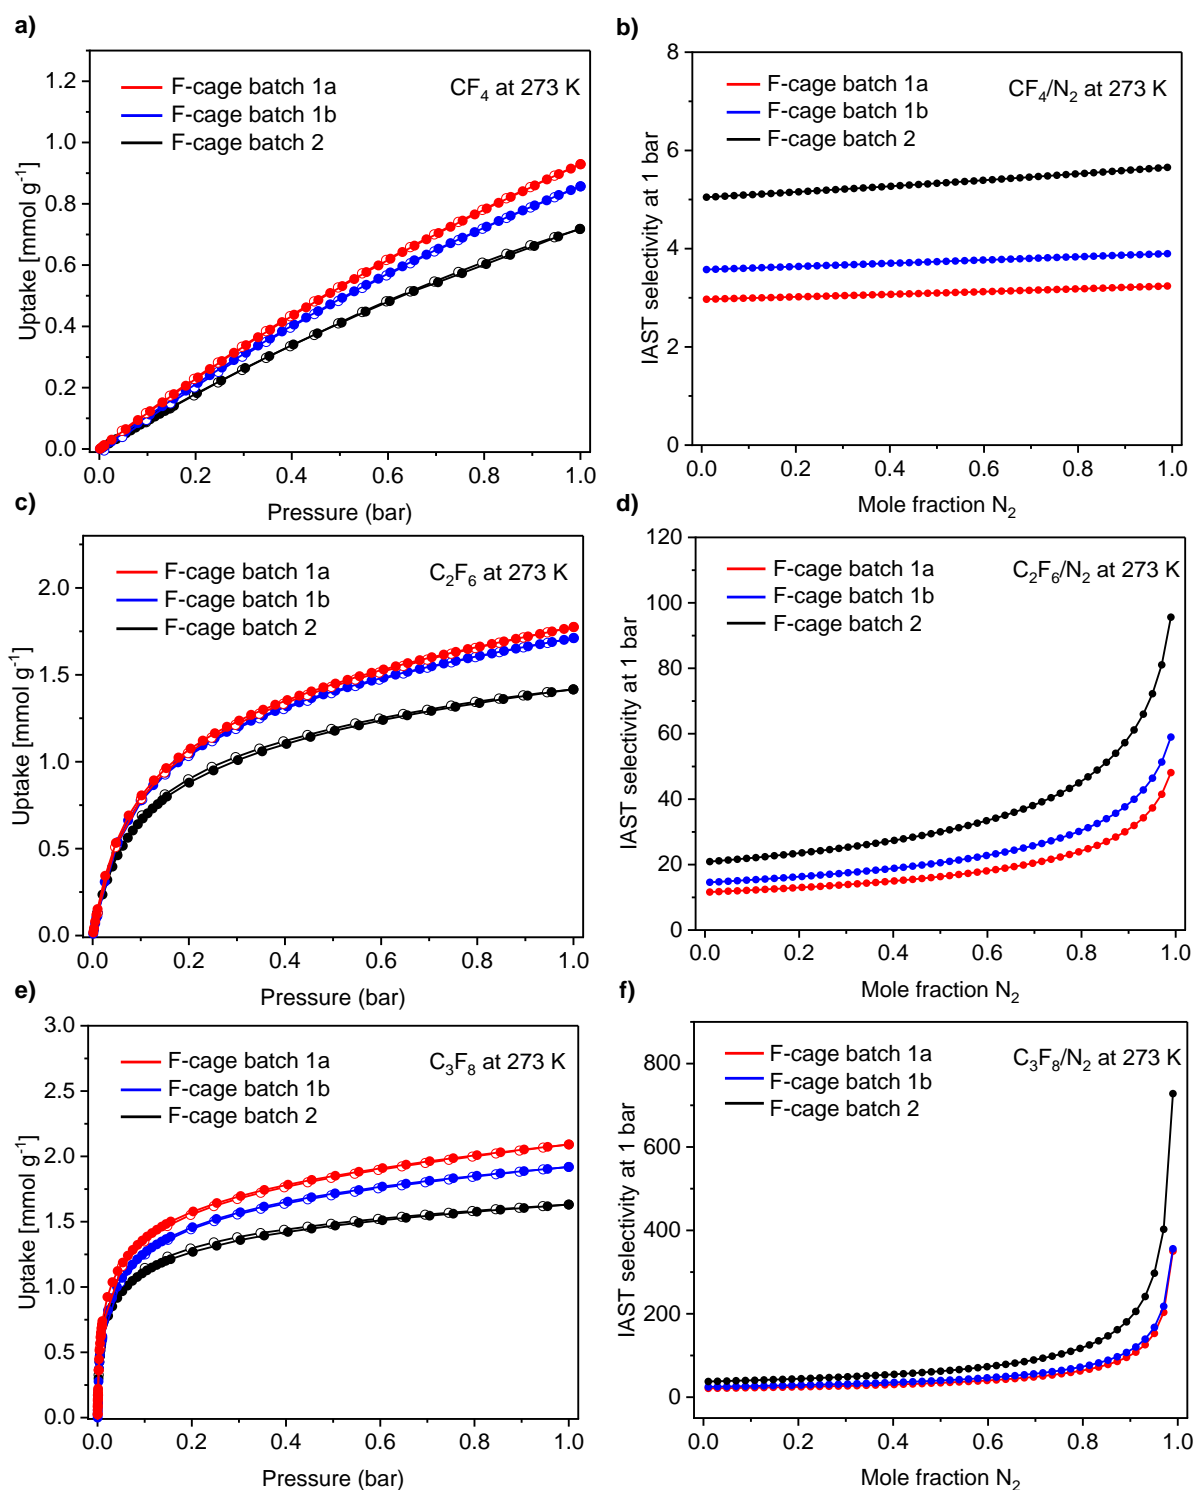 a)
1.2
1.0
0.8
0.6
0.4
0.2
0.0
Uptake [mmol g⁻¹]
F-cage batch 1a
F-cage batch 1b
F-cage batch 2
CF₄ at 273 K
0.0 0.2 0.4 0.6 0.8 1.0
Pressure (bar)
b)
8
6
4
2
0
IAST selectivity at 1 bar
F-cage batch 1a
F-cage batch 1b
F-cage batch 2
CF₄/N₂ at 273 K
0.0 0.2 0.4 0.6 0.8 1.0
Mole fraction N₂
c)
2.0
1.5
1.0
0.5
0.0
Uptake [mmol g⁻¹]
F-cage batch 1a
F-cage batch 1b
F-cage batch 2
C₂F₆ at 273 K
0.0 0.2 0.4 0.6 0.8 1.0
Pressure (bar)
d)
120
100
80
60
40
20
0
IAST selectivity at 1 bar
F-cage batch 1a
F-cage batch 1b
F-cage batch 2
C₂F₆/N₂ at 273 K
0.0 0.2 0.4 0.6 0.8 1.0
Mole fraction N₂
e)
3.0
2.5
2.0
1.5
1.0
0.5
0.0
Uptake [mmol g⁻¹]
F-cage batch 1a
F-cage batch 1b
F-cage batch 2
C₃F₈ at 273 K
0.0 0.2 0.4 0.6 0.8 1.0
Pressure (bar)
f)
800
600
400
200
0
IAST selectivity at 1 bar
F-cage batch 1a
F-cage batch 1b
F-cage batch 2
C₃F₈/N₂ at 273 K
0.0 0.2 0.4 0.6 0.8 1.0
Mole fraction N₂